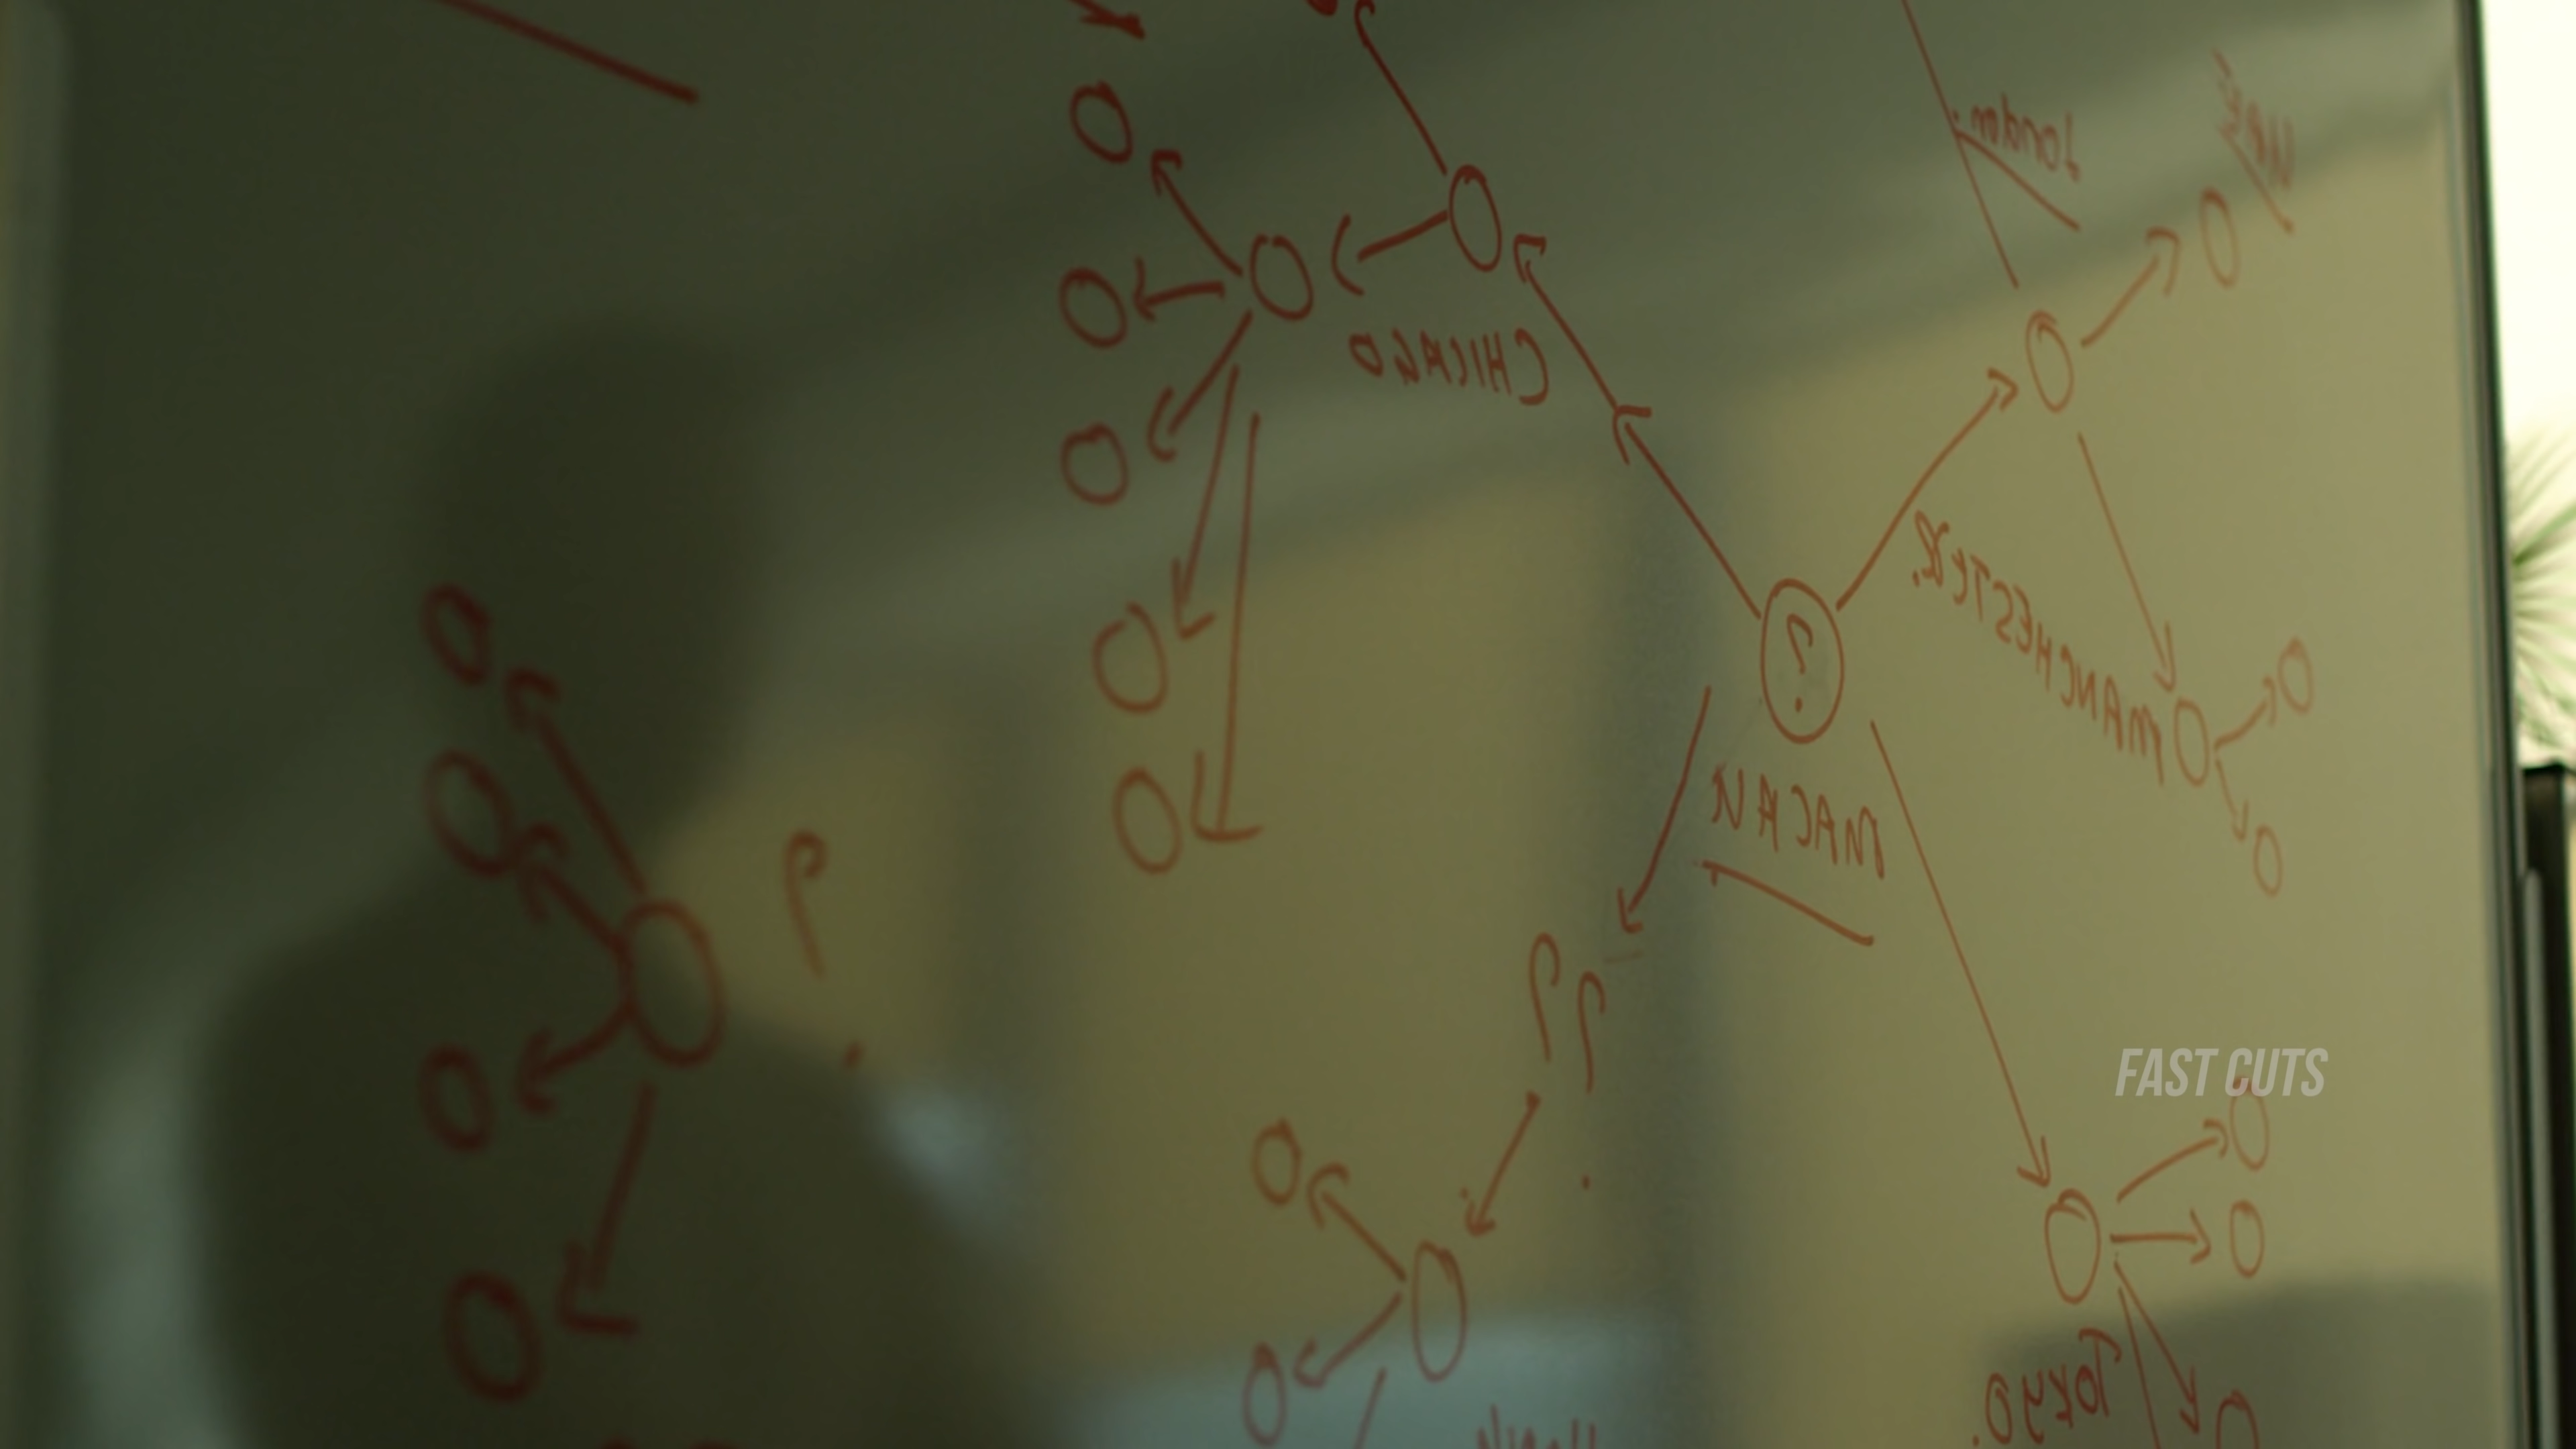 London.
CHICAGO
MANCHESTER.
?
MACAU
??
?
FAST CUTS
Tokyo.